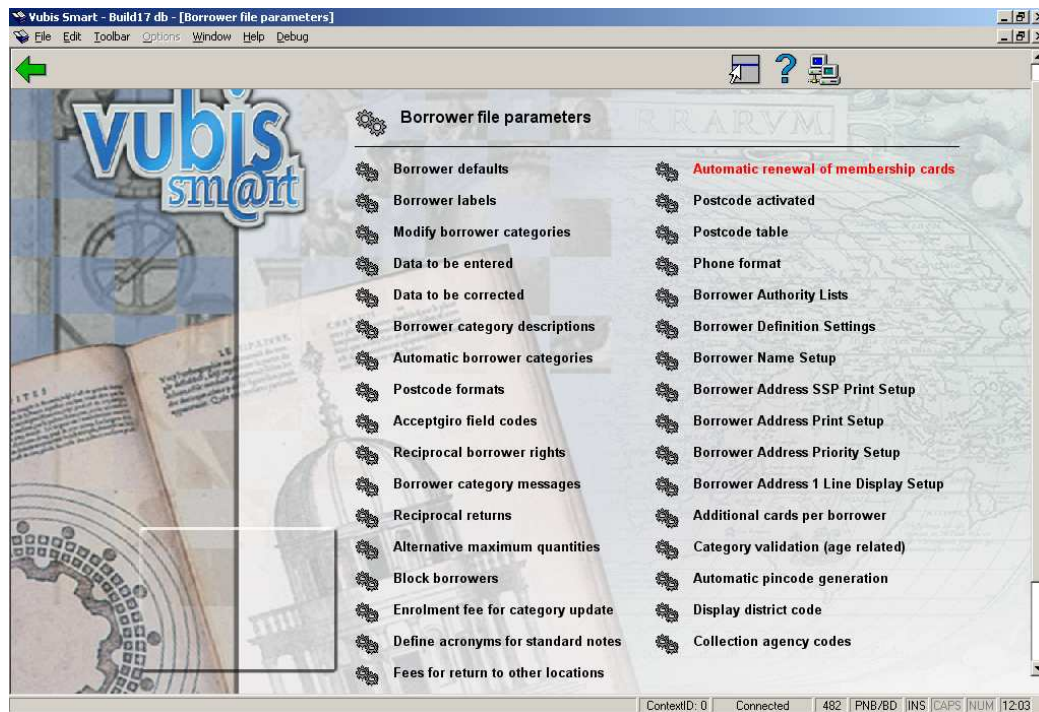 Vubis Smart - Build17 db - [Borrower file parameters]
File Edit Toolbar Options Window Help Debug
vubis
sm@rt
Borrower file parameters
Borrower defaults
Borrower labels
Modify borrower categories
Data to be entered
Data to be corrected
Borrower category descriptions
Automatic borrower categories
Postcode formats
Acceptgiro field codes
Reciprocal borrower rights
Borrower category messages
Reciprocal returns
Alternative maximum quantities
Block borrowers
Enrolment fee for category update
Define acronyms for standard notes
Fees for return to other locations
Automatic renewal of membership cards
Postcode activated
Postcode table
Phone format
Borrower Authority Lists
Borrower Definition Settings
Borrower Name Setup
Borrower Address SSP Print Setup
Borrower Address Print Setup
Borrower Address Priority Setup
Borrower Address 1 Line Display Setup
Additional cards per borrower
Category validation (age related)
Automatic pincode generation
Display district code
Collection agency codes
ContextID: 0 Connected 482 PNB/BD INS CAPS NUM 12:03